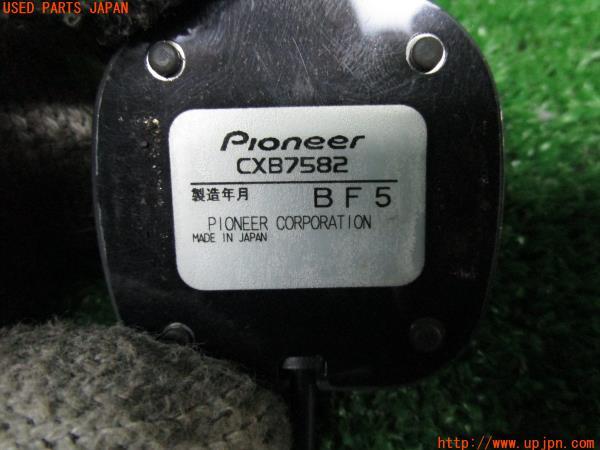 USED PARTS JAPAN
Pioneer
CXB7582
製造年月 BF5
PIONEER CORPORATION
MADE IN JAPAN
http://www.upjpn.com/